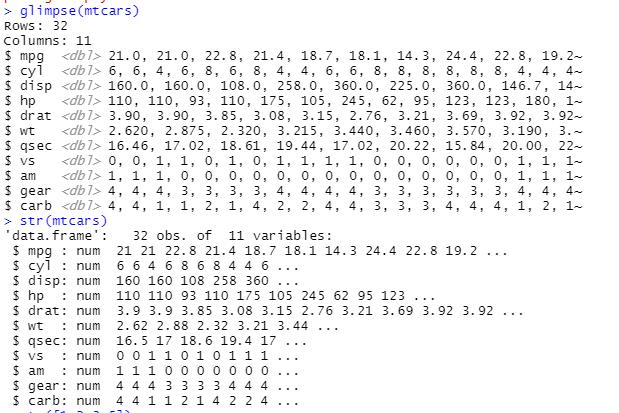 > glimpse(mtcars)
Rows: 32
Columns: 11
$ mpg  <dbl> 21.0, 21.0, 22.8, 21.4, 18.7, 18.1, 14.3, 24.4, 22.8, 19.2~
$ cyl  <dbl> 6, 6, 4, 6, 8, 6, 8, 4, 4, 6, 6, 8, 8, 8, 8, 8, 8, 4, 4, 4~
$ disp <dbl> 160.0, 160.0, 108.0, 258.0, 360.0, 225.0, 360.0, 146.7, 14~
$ hp   <dbl> 110, 110, 93, 110, 175, 105, 245, 62, 95, 123, 123, 180, 1~
$ drat <dbl> 3.90, 3.90, 3.85, 3.08, 3.15, 2.76, 3.21, 3.69, 3.92, 3.92~
$ wt   <dbl> 2.620, 2.875, 2.320, 3.215, 3.440, 3.460, 3.570, 3.190, 3.~
$ qsec <dbl> 16.46, 17.02, 18.61, 19.44, 17.02, 20.22, 15.84, 20.00, 22~
$ vs   <dbl> 0, 0, 1, 1, 0, 1, 0, 1, 1, 1, 1, 0, 0, 0, 0, 0, 0, 1, 1, 1~
$ am   <dbl> 1, 1, 1, 0, 0, 0, 0, 0, 0, 0, 0, 0, 0, 0, 0, 0, 0, 1, 1, 1~
$ gear <dbl> 4, 4, 4, 3, 3, 3, 3, 4, 4, 4, 4, 3, 3, 3, 3, 3, 3, 4, 4, 4~
$ carb <dbl> 4, 4, 1, 1, 2, 1, 4, 2, 2, 4, 4, 3, 3, 3, 4, 4, 4, 1, 2, 1~
> str(mtcars)
'data.frame':   32 obs. of  11 variables:
 $ mpg : num  21 21 22.8 21.4 18.7 18.1 14.3 24.4 22.8 19.2 ...
 $ cyl : num  6 6 4 6 8 6 8 4 4 6 ...
 $ disp: num  160 160 108 258 360 ...
 $ hp  : num  110 110 93 110 175 105 245 62 95 123 ...
 $ drat: num  3.9 3.9 3.85 3.08 3.15 2.76 3.21 3.69 3.92 3.92 ...
 $ wt  : num  2.62 2.88 2.32 3.21 3.44 ...
 $ qsec: num  16.5 17 18.6 19.4 17 ...
 $ vs  : num  0 0 1 1 0 1 0 1 1 1 ...
 $ am  : num  1 1 1 0 0 0 0 0 0 0 ...
 $ gear: num  4 4 4 3 3 3 3 4 4 4 ...
 $ carb: num  4 4 1 1 2 1 4 2 2 4 ...